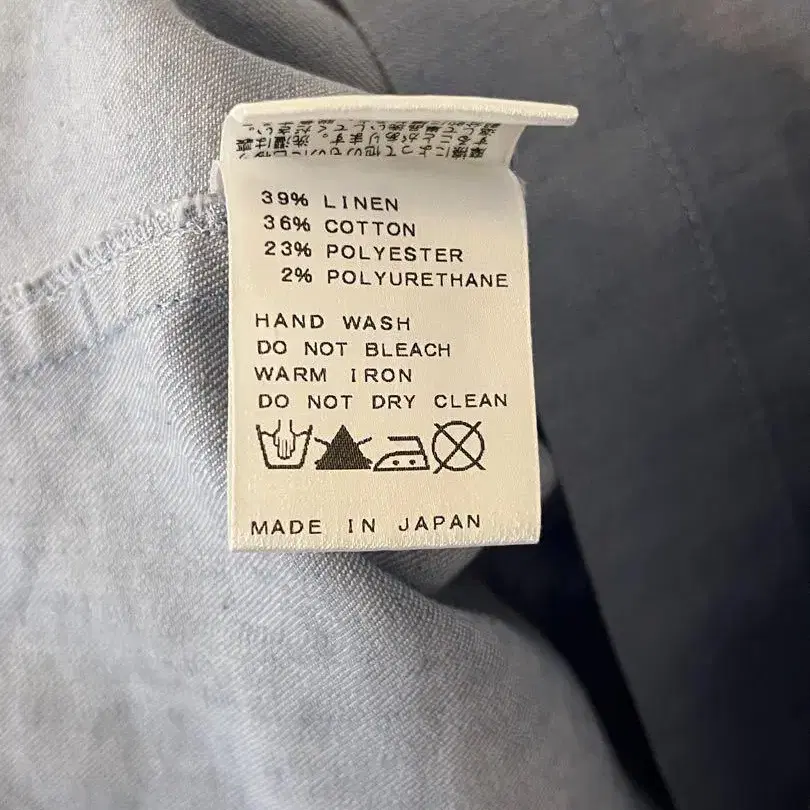 39% LINEN
36% COTTON
23% POLYESTER
2% POLYURETHANE
HAND WASH
DO NOT BLEACH
WARM IRON
DO NOT DRY CLEAN
MADE IN JAPAN